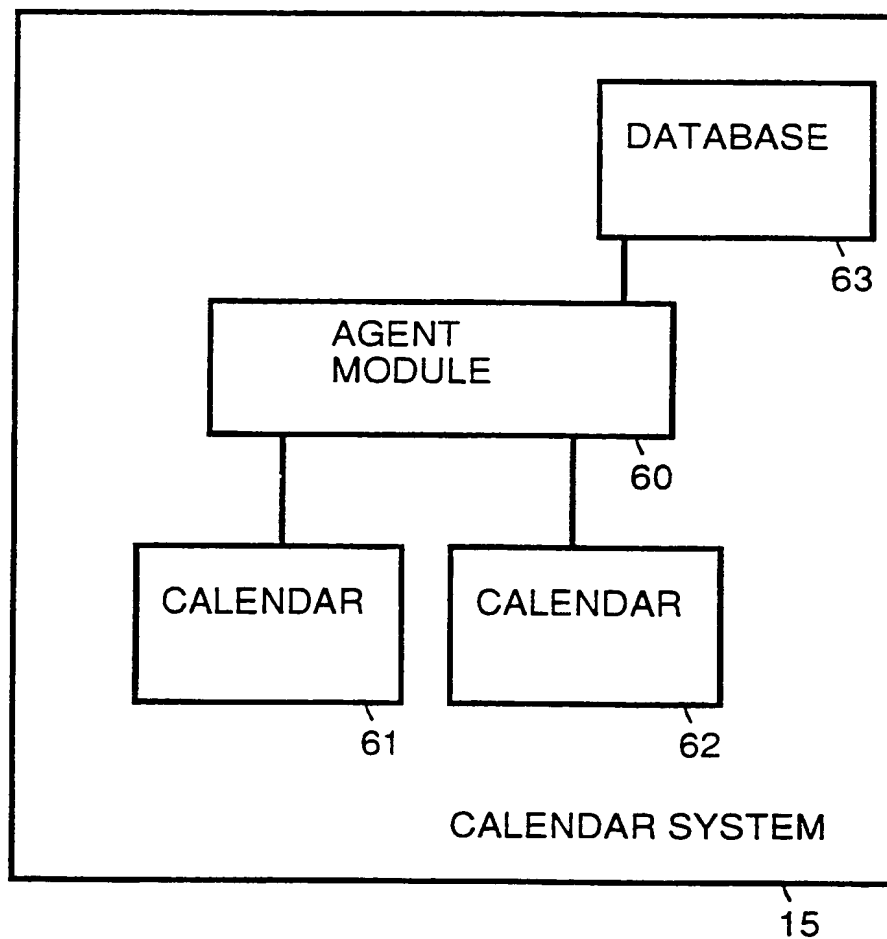 DATABASE
63
AGENT
MODULE
60
CALENDAR
61
CALENDAR
62
CALENDAR SYSTEM
15